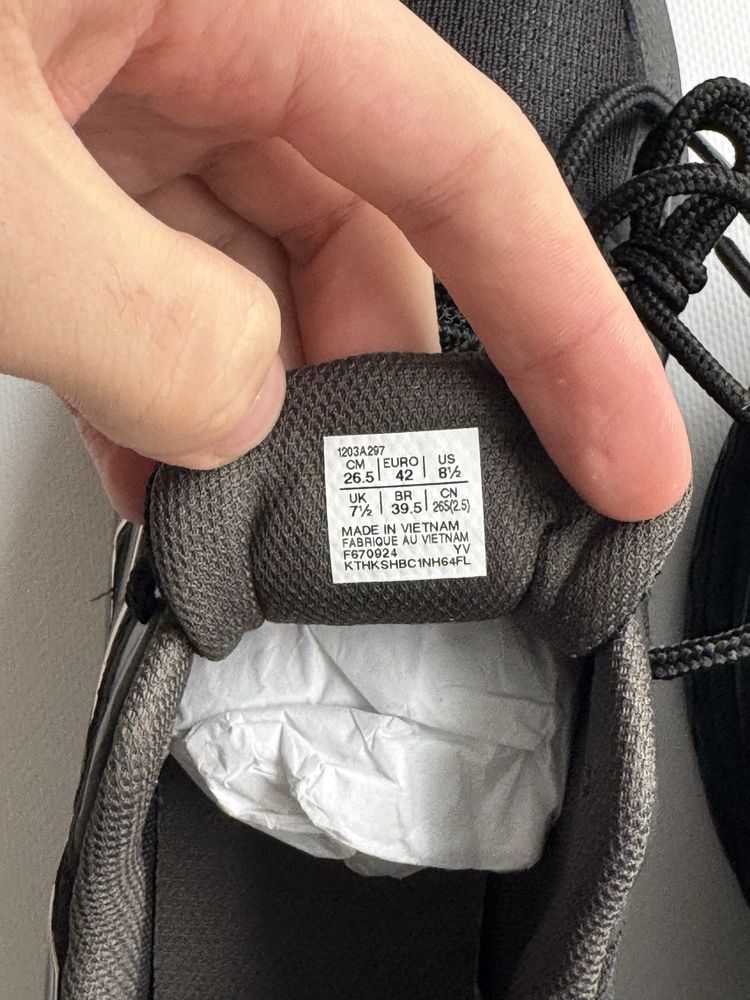 1203A297
CM | EURO | US
26.5 | 42 | 8½
UK | BR | CN
7½ | 39.5 | 265(2.5)
MADE IN VIETNAM
FABRIQUE AU VIETNAM
F670924 YV
KTHKSHBC1NH64FL